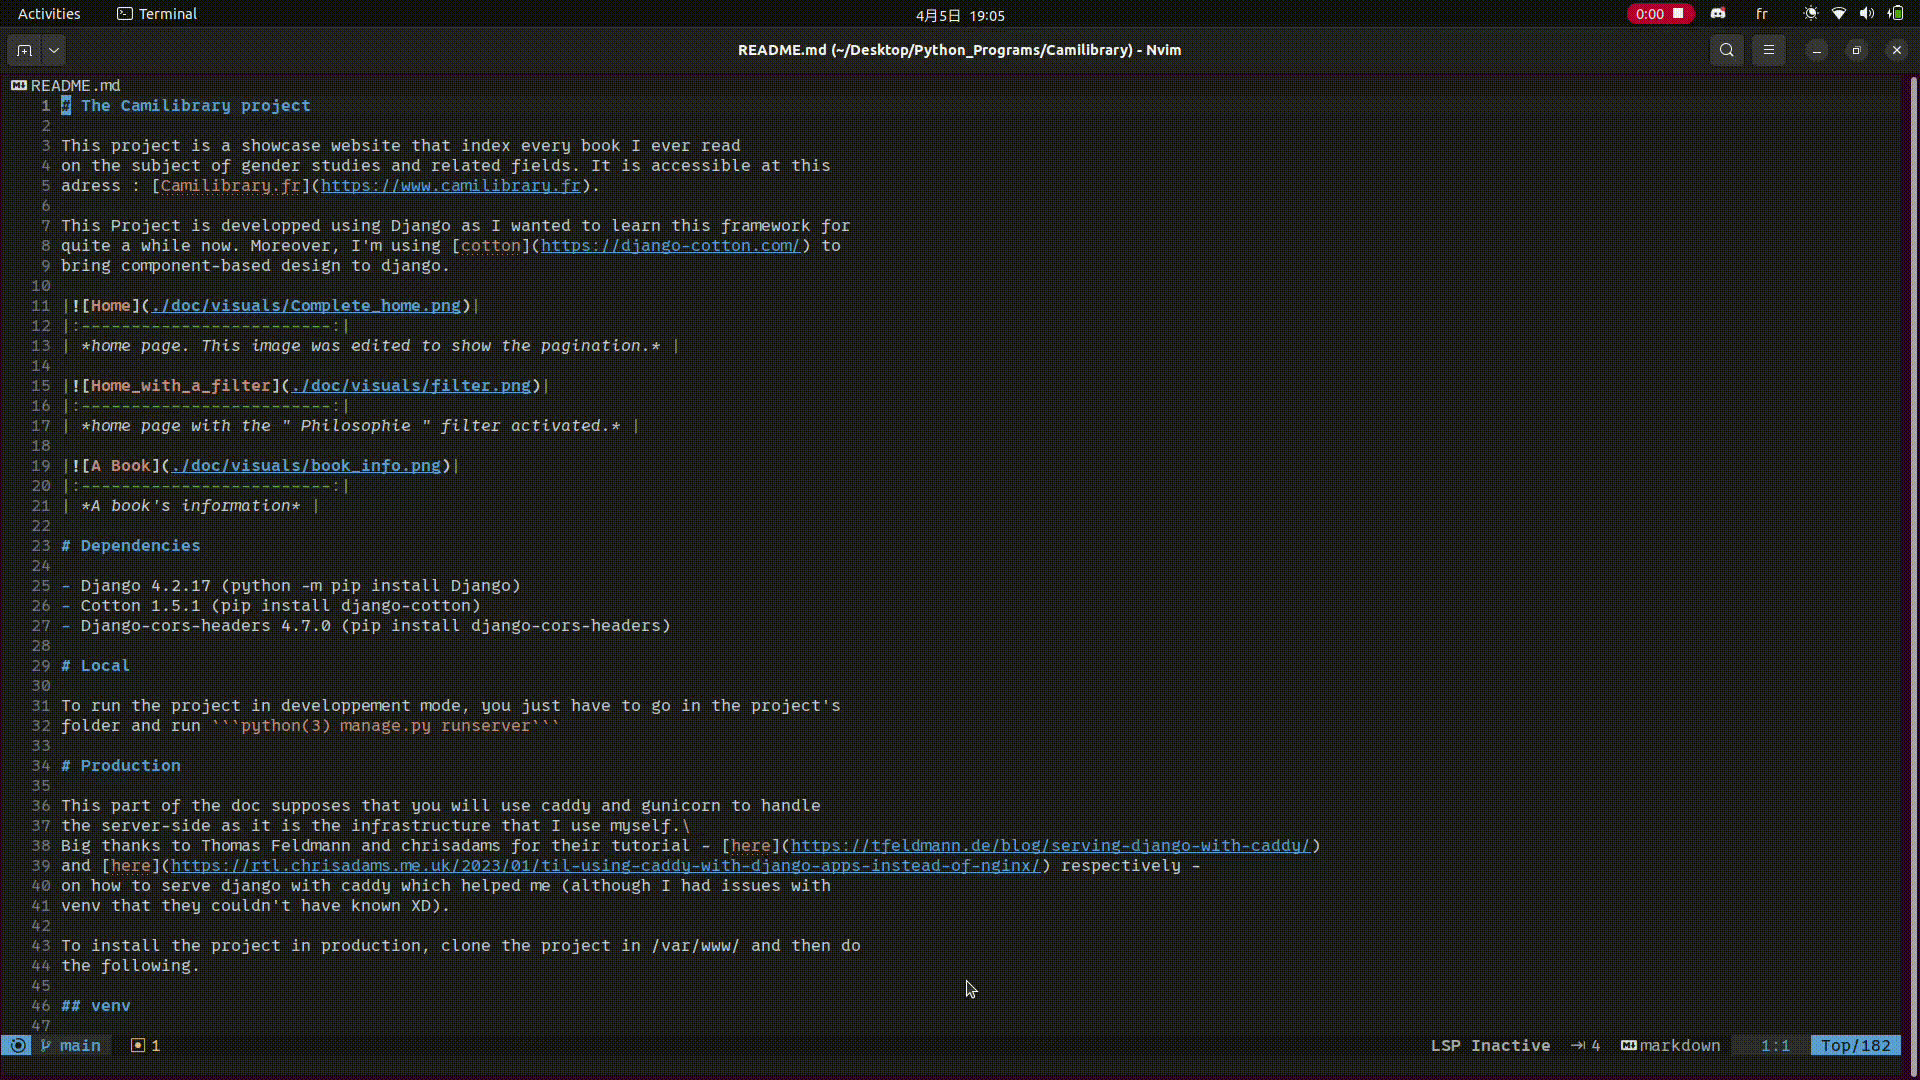 Activities Terminal 4月5日 19:05 0:00 fr
README.md (~/Desktop/Python_Programs/Camilibrary) - Nvim
README.md
1 # The Camilibrary project
2
3 This project is a showcase website that index every book I ever read
4 on the subject of gender studies and related fields. It is accessible at this
5 adress : [Camilibrary.fr](https://www.camilibrary.fr).
6
7 This Project is developped using Django as I wanted to learn this framework for
8 quite a while now. Moreover, I'm using [cotton](https://django-cotton.com/) to
9 bring component-based design to django.
10
11 |![Home](./doc/visuals/Complete_home.png)|
12 |:-------------------------:|
13 | *home page. This image was edited to show the pagination.* |
14
15 |![Home_with_a_filter](./doc/visuals/filter.png)|
16 |:-------------------------:|
17 | *home page with the " Philosophie " filter activated.* |
18
19 |![A Book](./doc/visuals/book_info.png)|
20 |:-------------------------:|
21 | *A book's information* |
22
23 # Dependencies
24
25 - Django 4.2.17 (python -m pip install Django)
26 - Cotton 1.5.1 (pip install django-cotton)
27 - Django-cors-headers 4.7.0 (pip install django-cors-headers)
28
29 # Local
30
31 To run the project in developpement mode, you just have to go in the project's
32 folder and run ```python(3) manage.py runserver```
33
34 # Production
35
36 This part of the doc supposes that you will use caddy and gunicorn to handle
37 the server-side as it is the infrastructure that I use myself.\
38 Big thanks to Thomas Feldmann and chrisadams for their tutorial - [here](https://tfeldmann.de/blog/serving-django-with-caddy/)
39 and [here](https://rtl.chrisadams.me.uk/2023/01/til-using-caddy-with-django-apps-instead-of-nginx/) respectively -
40 on how to serve django with caddy which helped me (although I had issues with
41 venv that they couldn't have known XD).
42
43 To install the project in production, clone the project in /var/www/ and then do
44 the following.
45
46 ## venv
47
main 1 LSP Inactive 4 markdown 1:1 Top/182